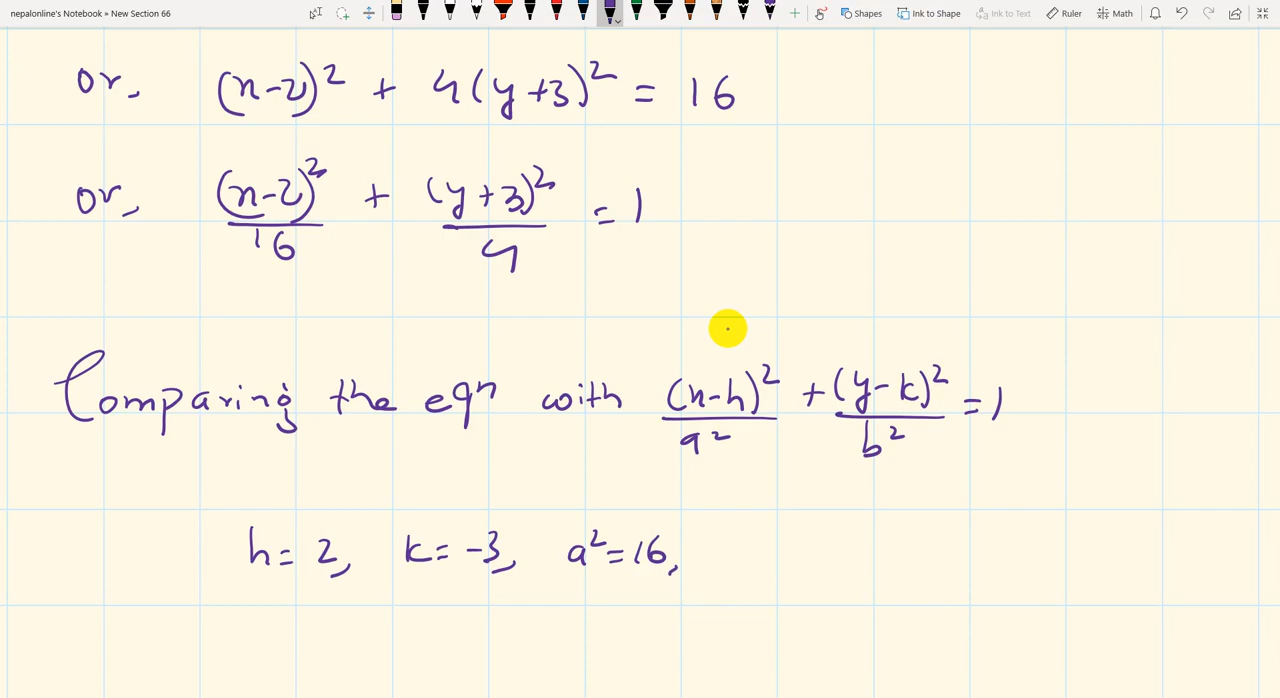 nepalonline's Notebook » New Section 66
Shapes Ink to Shape Ink to Text Ruler Math
or, (x-2)² + 4(y+3)² = 16
or, (x-2)²/16 + (y+3)²/4 = 1
Comparing the eqn with (x-h)²/a² + (y-k)²/b² = 1
h = 2, k = -3, a² = 16,